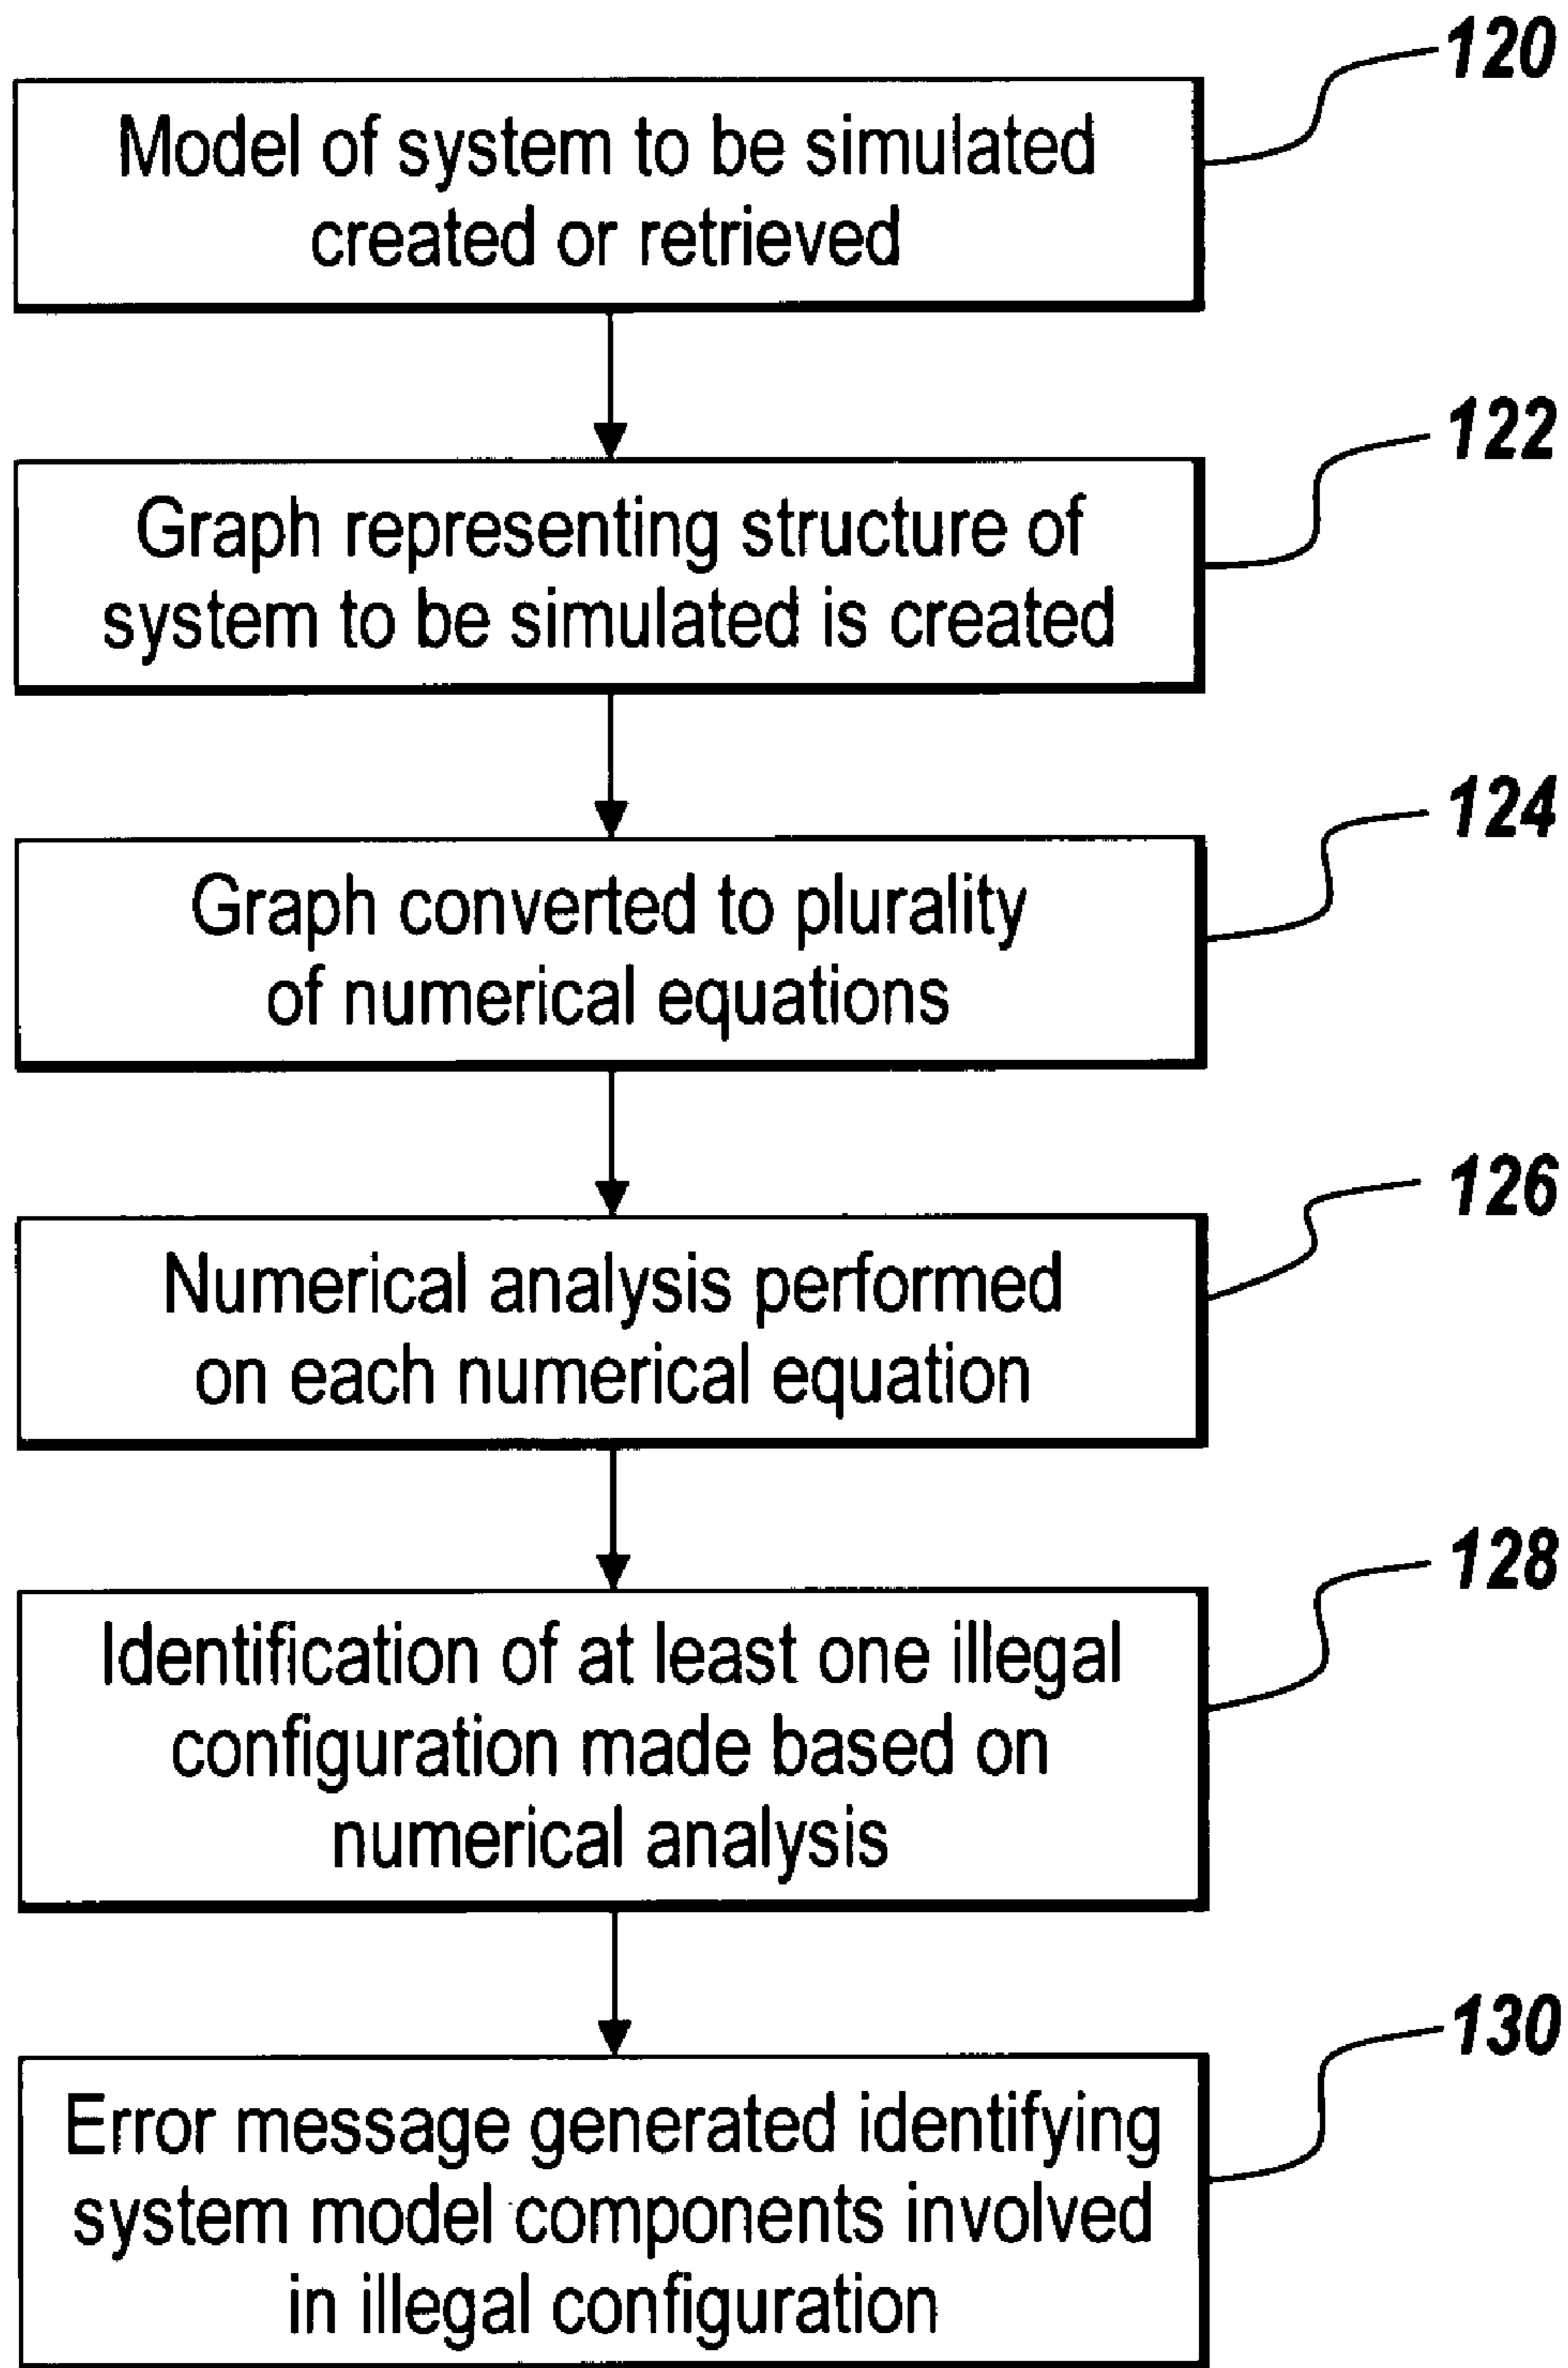 120
Model of system to be simulated
created or retrieved
122
Graph representing structure of
system to be simulated is created
124
Graph converted to plurality
of numerical equations
126
Numerical analysis performed
on each numerical equation
128
Identification of at least one illegal
configuration made based on
numerical analysis
130
Error message generated identifying
system model components involved
in illegal configuration